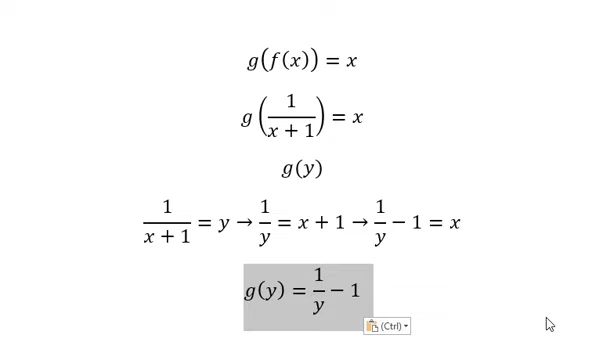 g(f(x)) = x
g(1/(x + 1)) = x
g(y)
1/(x + 1) = y → 1/y = x + 1 → 1/y − 1 = x
g(y) = 1/y − 1
(Ctrl)